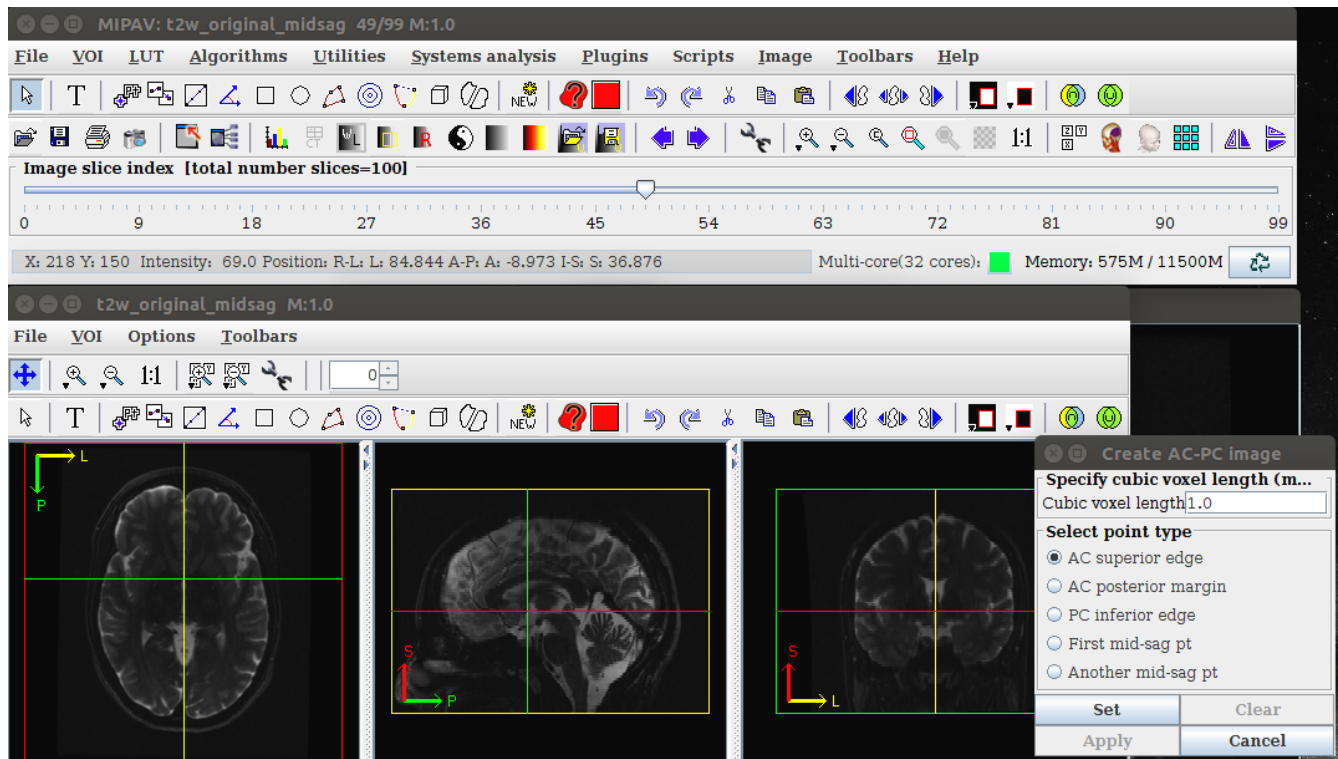 MIPAV: t2w_original_midsag 49/99 M:1.0
File VOI LUT Algorithms Utilities Systems analysis Plugins Scripts Image Toolbars Help
T NEW
CT WL R 1:1 Z Y X
Image slice index [total number slices=100]
0 9 18 27 36 45 54 63 72 81 90 99
X: 218 Y: 150 Intensity: 69.0 Position: R-L: L: 84.844 A-P: A: -8.973 I-S: S: 36.876 Multi-core(32 cores): Memory: 575M / 11500M
t2w_original_midsag M:1.0
File VOI Options Toolbars
1:1 0
T NEW
L
P
S
P
S
L
Create AC-PC image
Specify cubic voxel length (m...
Cubic voxel length 1.0
Select point type
AC superior edge
AC posterior margin
PC inferior edge
First mid-sag pt
Another mid-sag pt
Set Clear
Apply Cancel